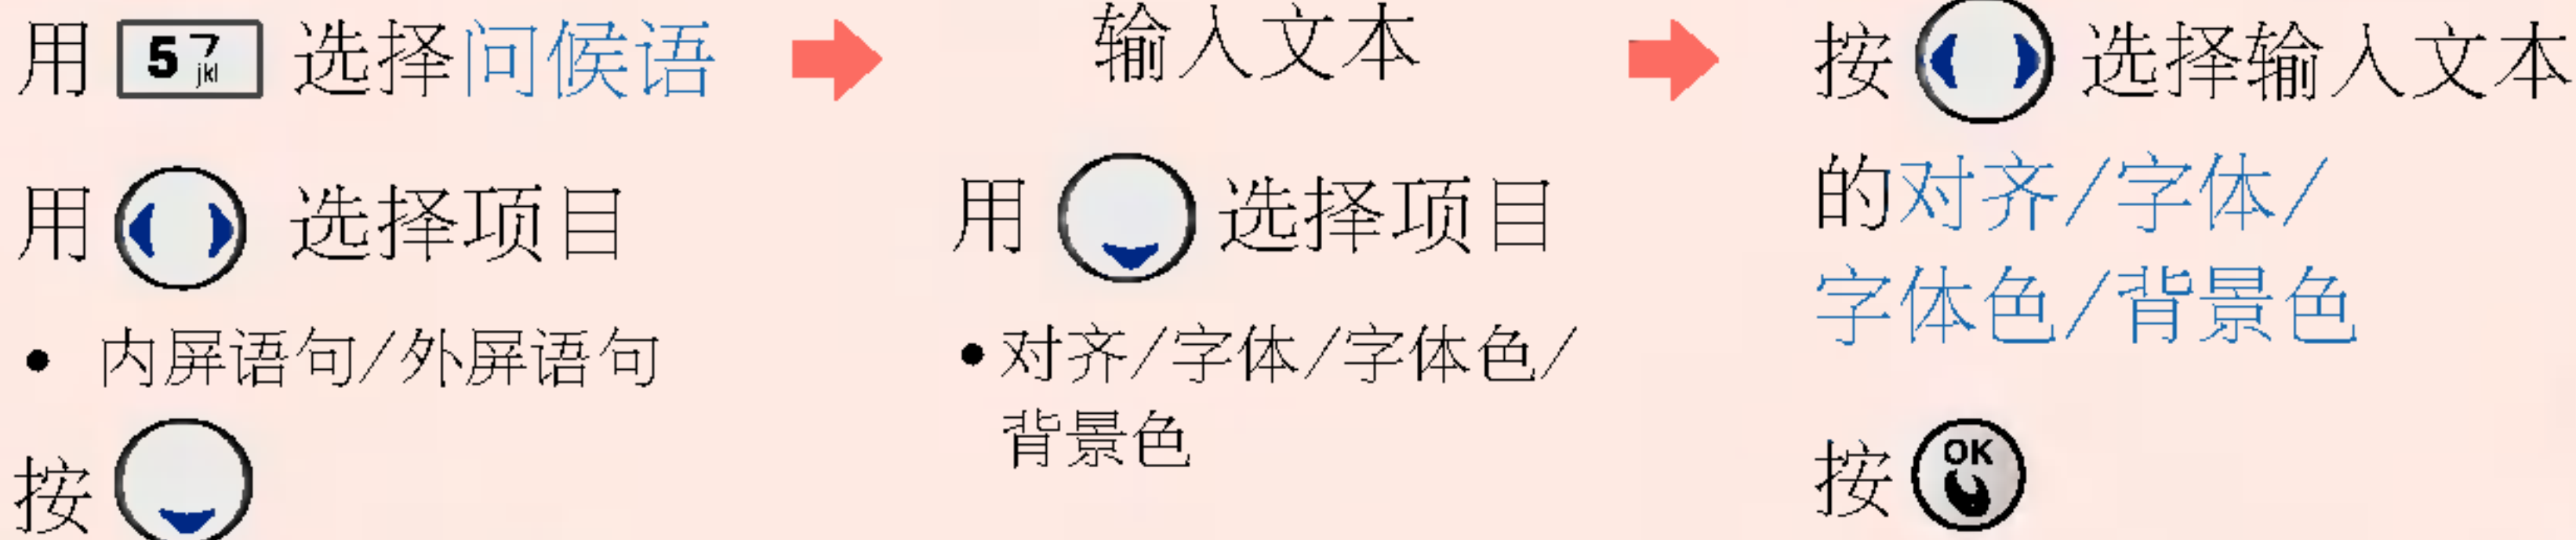 用 5 jkl 选择问候语
用 选择项目
• 内屏语句/外屏语句
按
输入文本
用 选择项目
• 对齐/字体/字体色/
背景色
按 选择输入文本
的对齐/字体/
字体色/背景色
按 OK